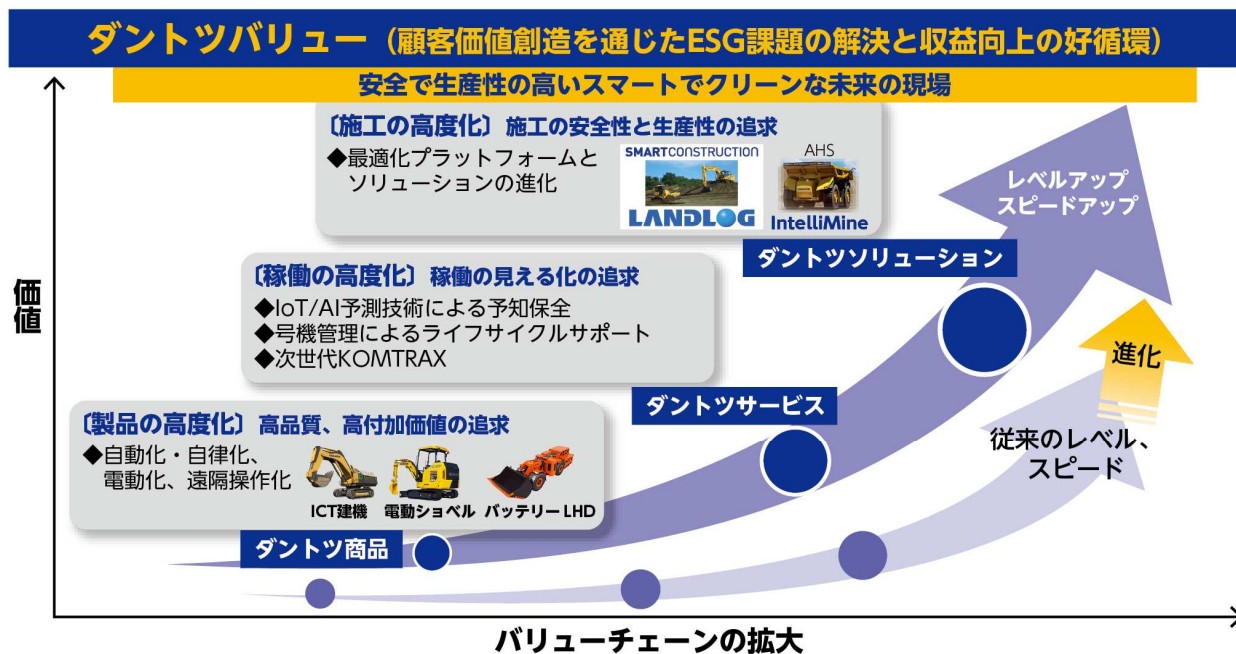 ダントツバリュー（顧客価値創造を通じたESG課題の解決と収益向上の好循環）
安全で生産性の高いスマートでクリーンな未来の現場
価値
〔施工の高度化〕施工の安全性と生産性の追求
◆最適化プラットフォームと
ソリューションの進化
SMARTCONSTRUCTION
LANDLOG
AHS
IntelliMine
レベルアップ
スピードアップ
ダントツソリューション
〔稼働の高度化〕稼働の見える化の追求
◆IoT/AI予測技術による予知保全
◆号機管理によるライフサイクルサポート
◆次世代KOMTRAX
ダントツサービス
進化
従来のレベル、
スピード
〔製品の高度化〕高品質、高付加価値の追求
◆自動化・自律化、
電動化、遠隔操作化
ICT建機
電動ショベル
バッテリーLHD
ダントツ商品
バリューチェーンの拡大